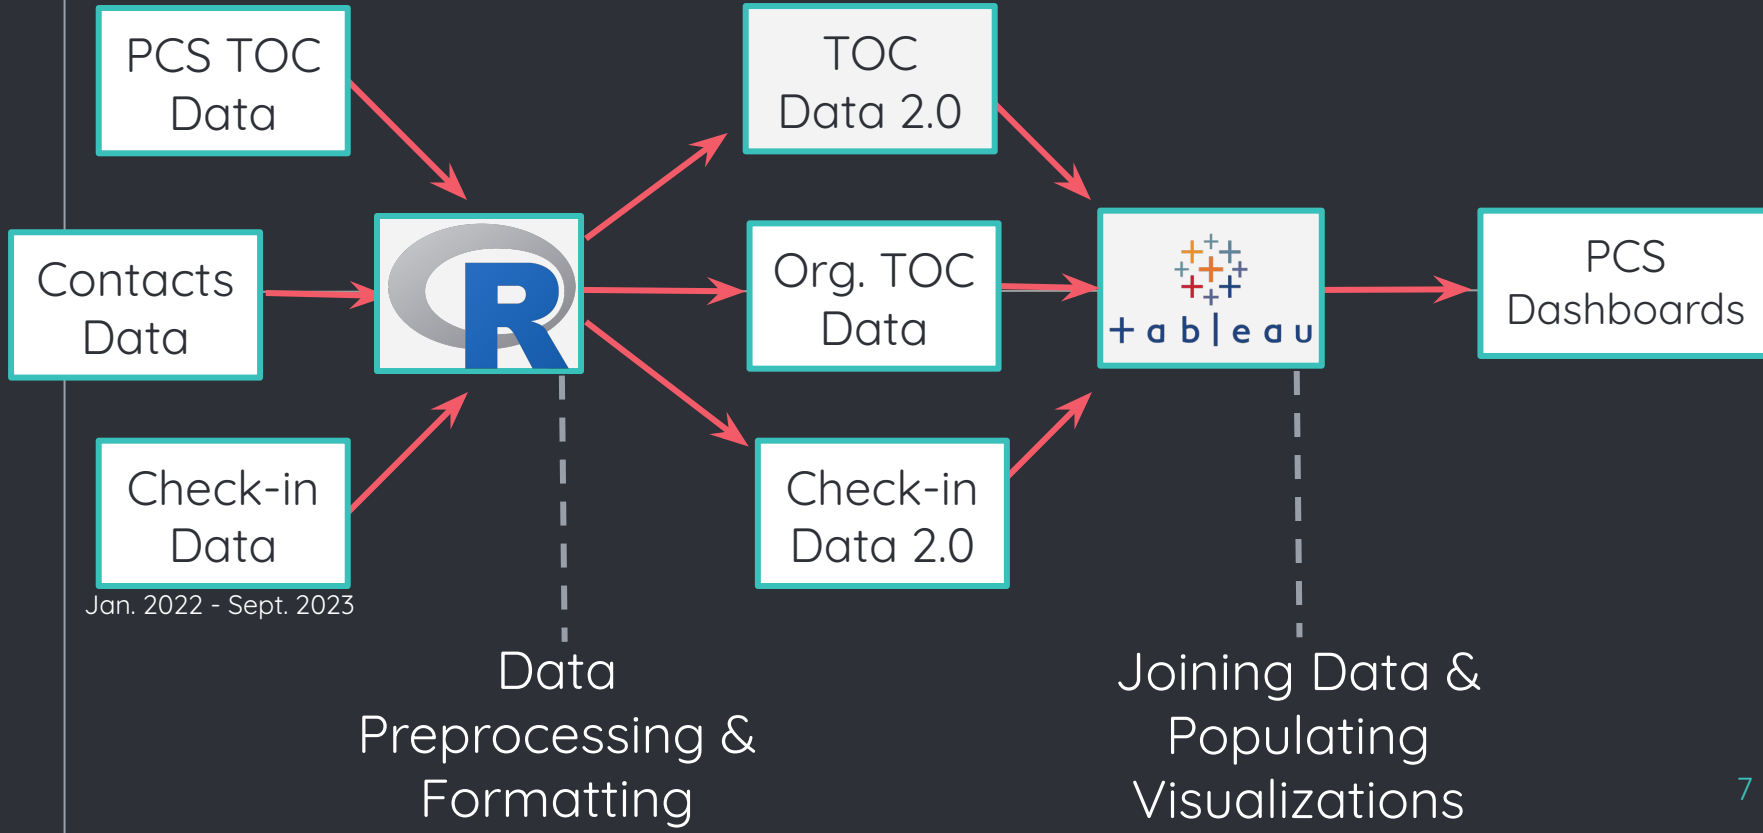 PCS TOC
Data
TOC
Data 2.0
Contacts
Data
R
Org. TOC
Data
+ableau
PCS
Dashboards
Check-in
Data
Check-in
Data 2.0
Jan. 2022 - Sept. 2023
Data
Preprocessing &
Formatting
Joining Data &
Populating
Visualizations
7